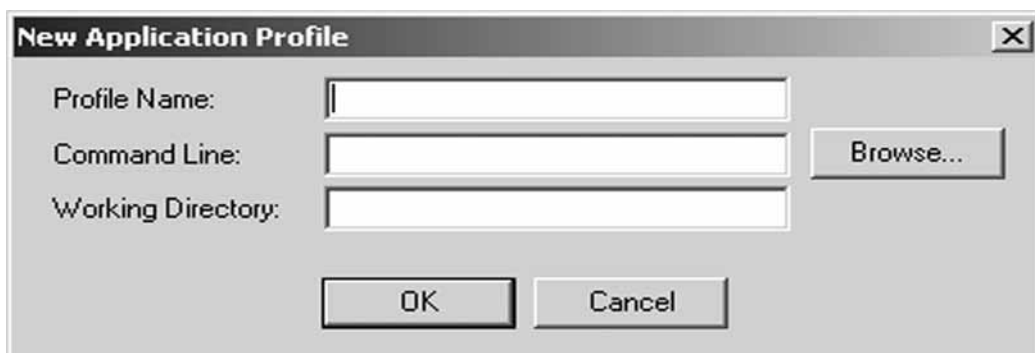 New Application Profile
Profile Name:
Command Line:
Browse...
Working Directory:
OK
Cancel